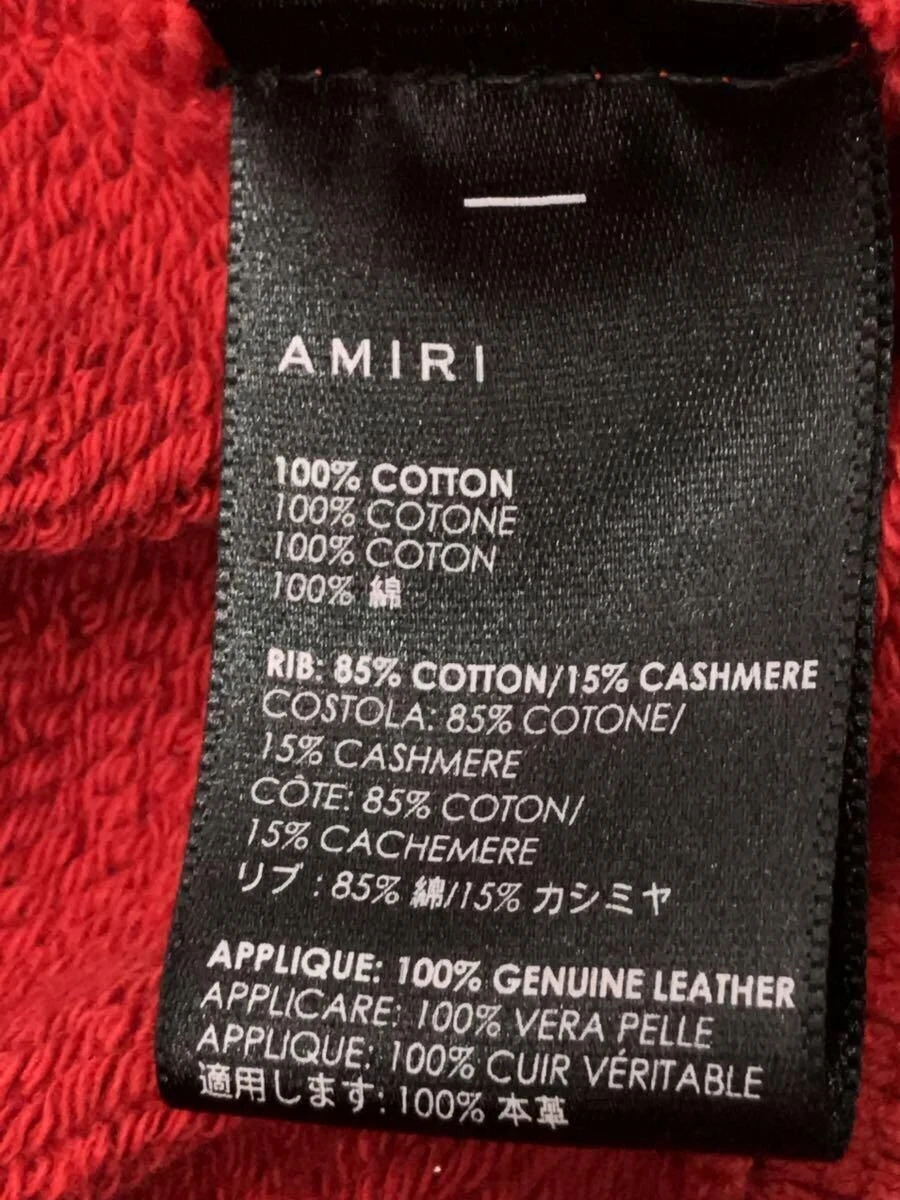 AMIRI
100% COTTON
100% COTONE
100% COTON
100% 綿
RIB: 85% COTTON/15% CASHMERE
COSTOLA: 85% COTONE/
15% CASHMERE
CÔTE: 85% COTON/
15% CACHEMERE
リブ : 85% 綿/15% カシミヤ
APPLIQUE: 100% GENUINE LEATHER
APPLICARE: 100% VERA PELLE
APPLIQUE: 100% CUIR VÉRITABLE
適用します: 100% 本革